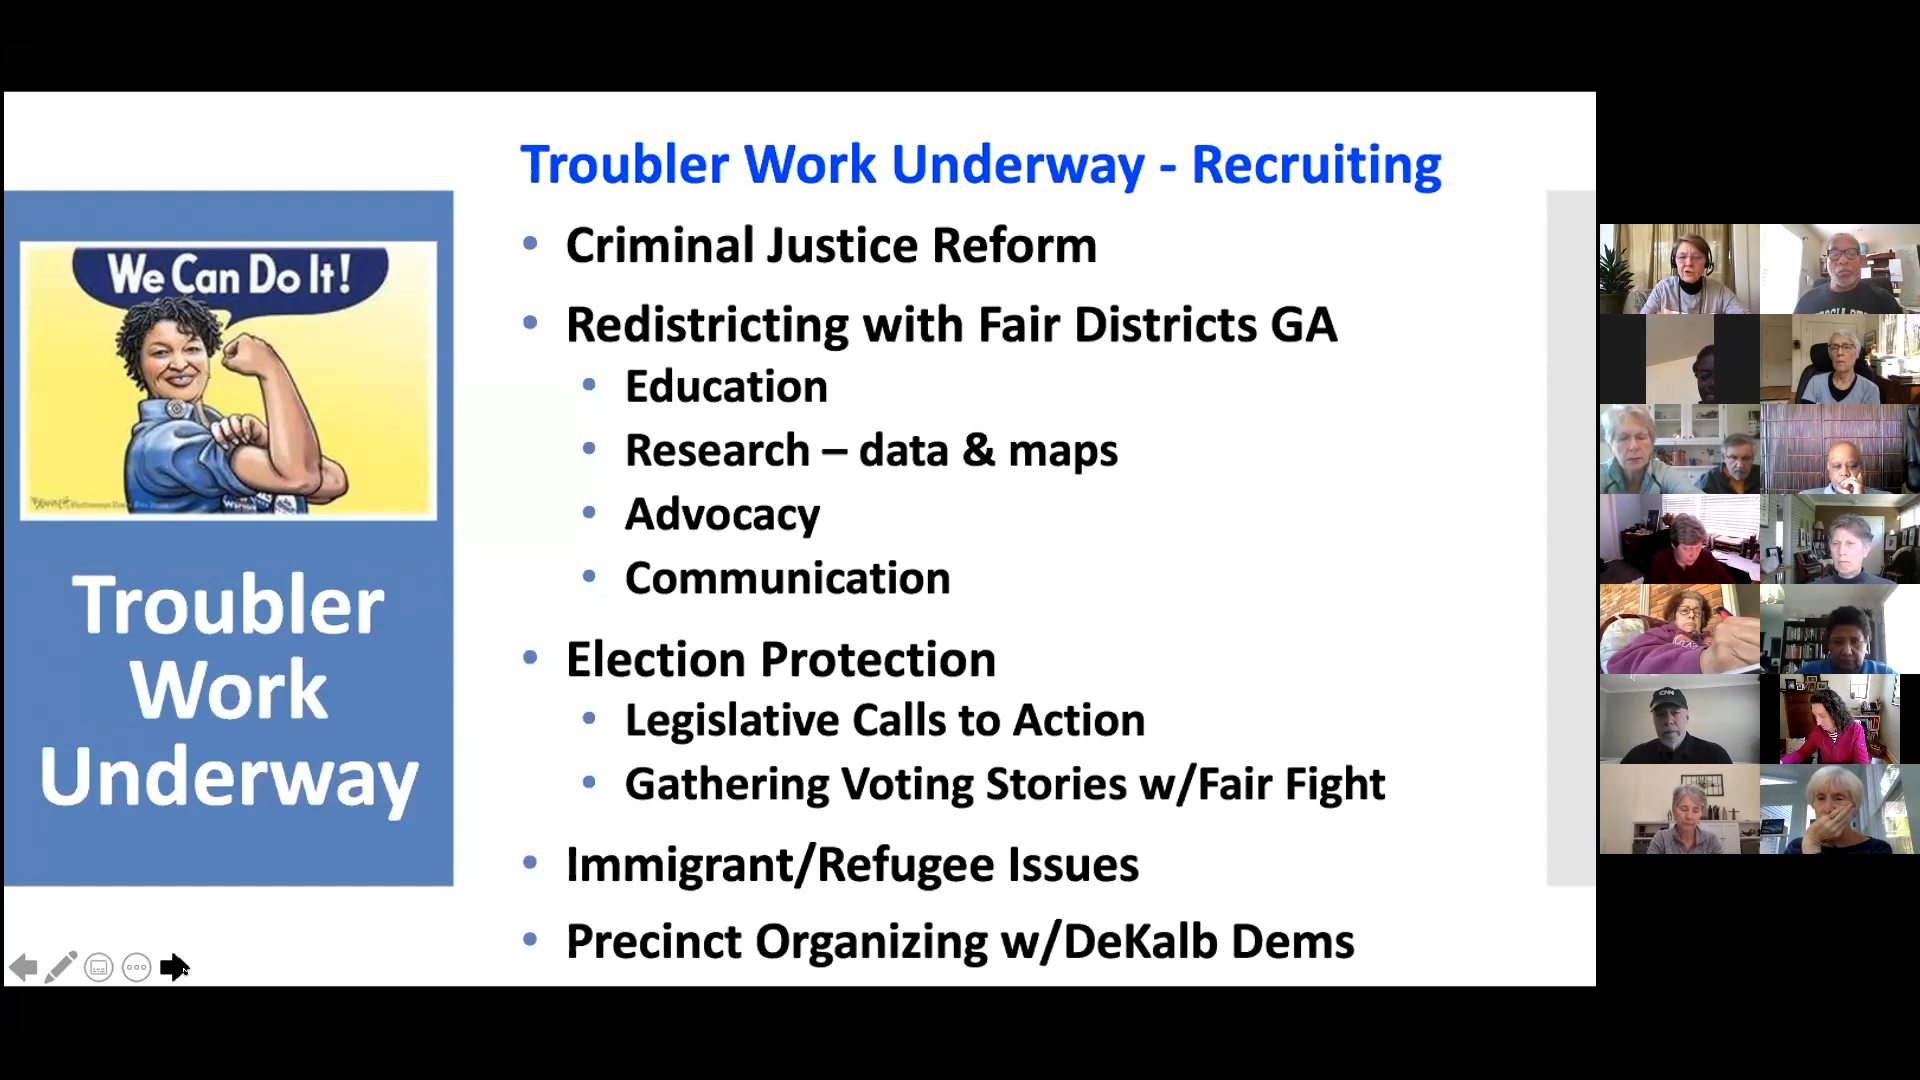 Troubler Work Underway - Recruiting
We Can Do It!
Troubler
Work
Underway
• Criminal Justice Reform
• Redistricting with Fair Districts GA
• Education
• Research – data & maps
• Advocacy
• Communication
• Election Protection
• Legislative Calls to Action
• Gathering Voting Stories w/Fair Fight
• Immigrant/Refugee Issues
• Precinct Organizing w/DeKalb Dems